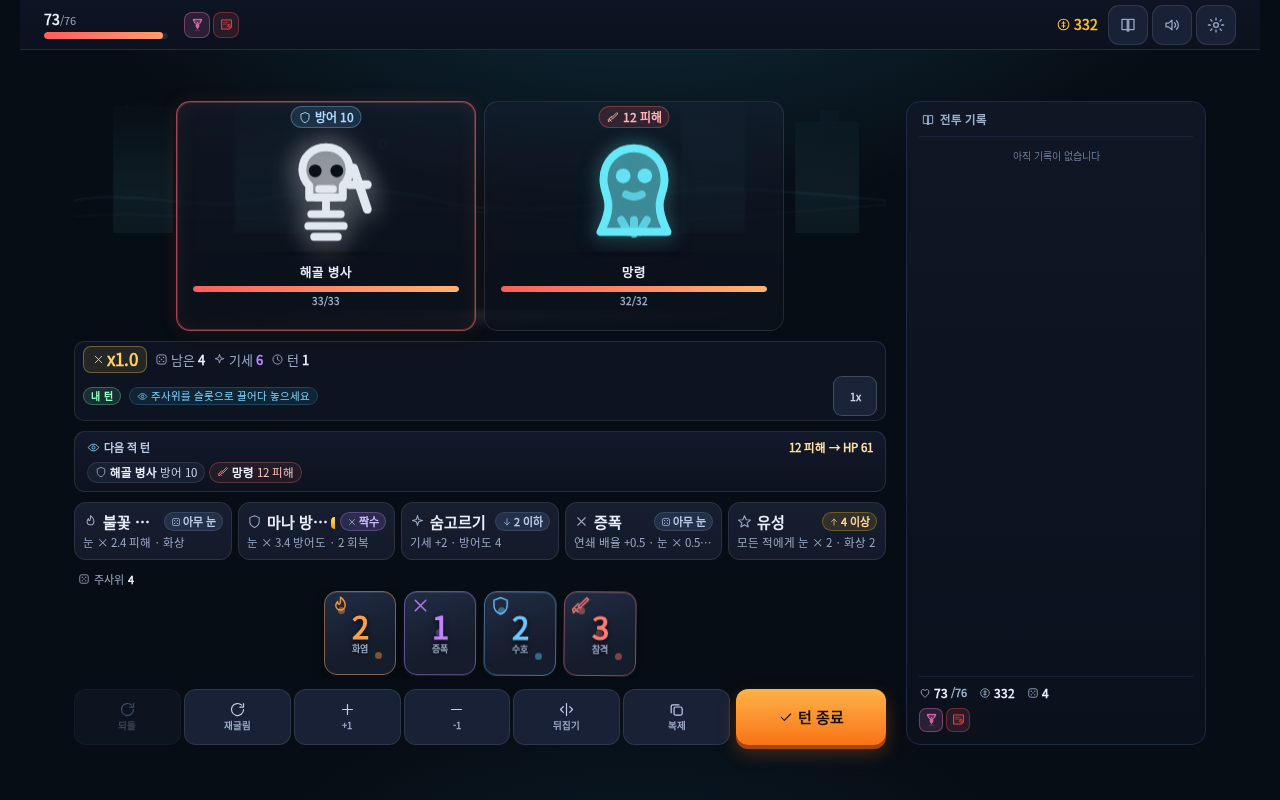 73/76
332
방어 10
12 피해
해골 병사
33/33
망령
32/32
x1.0 남은 4 기세 6 턴 1
내 턴 주사위를 슬롯으로 끌어다 놓으세요
1x
다음 적 턴
12 피해 → HP 61
해골 병사 방어 10 망령 12 피해
불꽃 ··· 아무 눈
눈 × 2.4 피해 · 화상
마나 방··· 짝수
눈 × 3.4 방어도 · 2 회복
숨고르기 2 이하
기세 +2 · 방어도 4
증폭 아무 눈
연쇄 배율 +0.5 · 눈 × 0.5···
유성 4 이상
모든 적에게 눈 × 2 · 화상 2
주사위 4
2
화염
1
증폭
2
수호
3
참격
되돌
재굴림
+1
-1
뒤집기
복제
턴 종료
전투 기록
아직 기록이 없습니다
73 /76 332 4